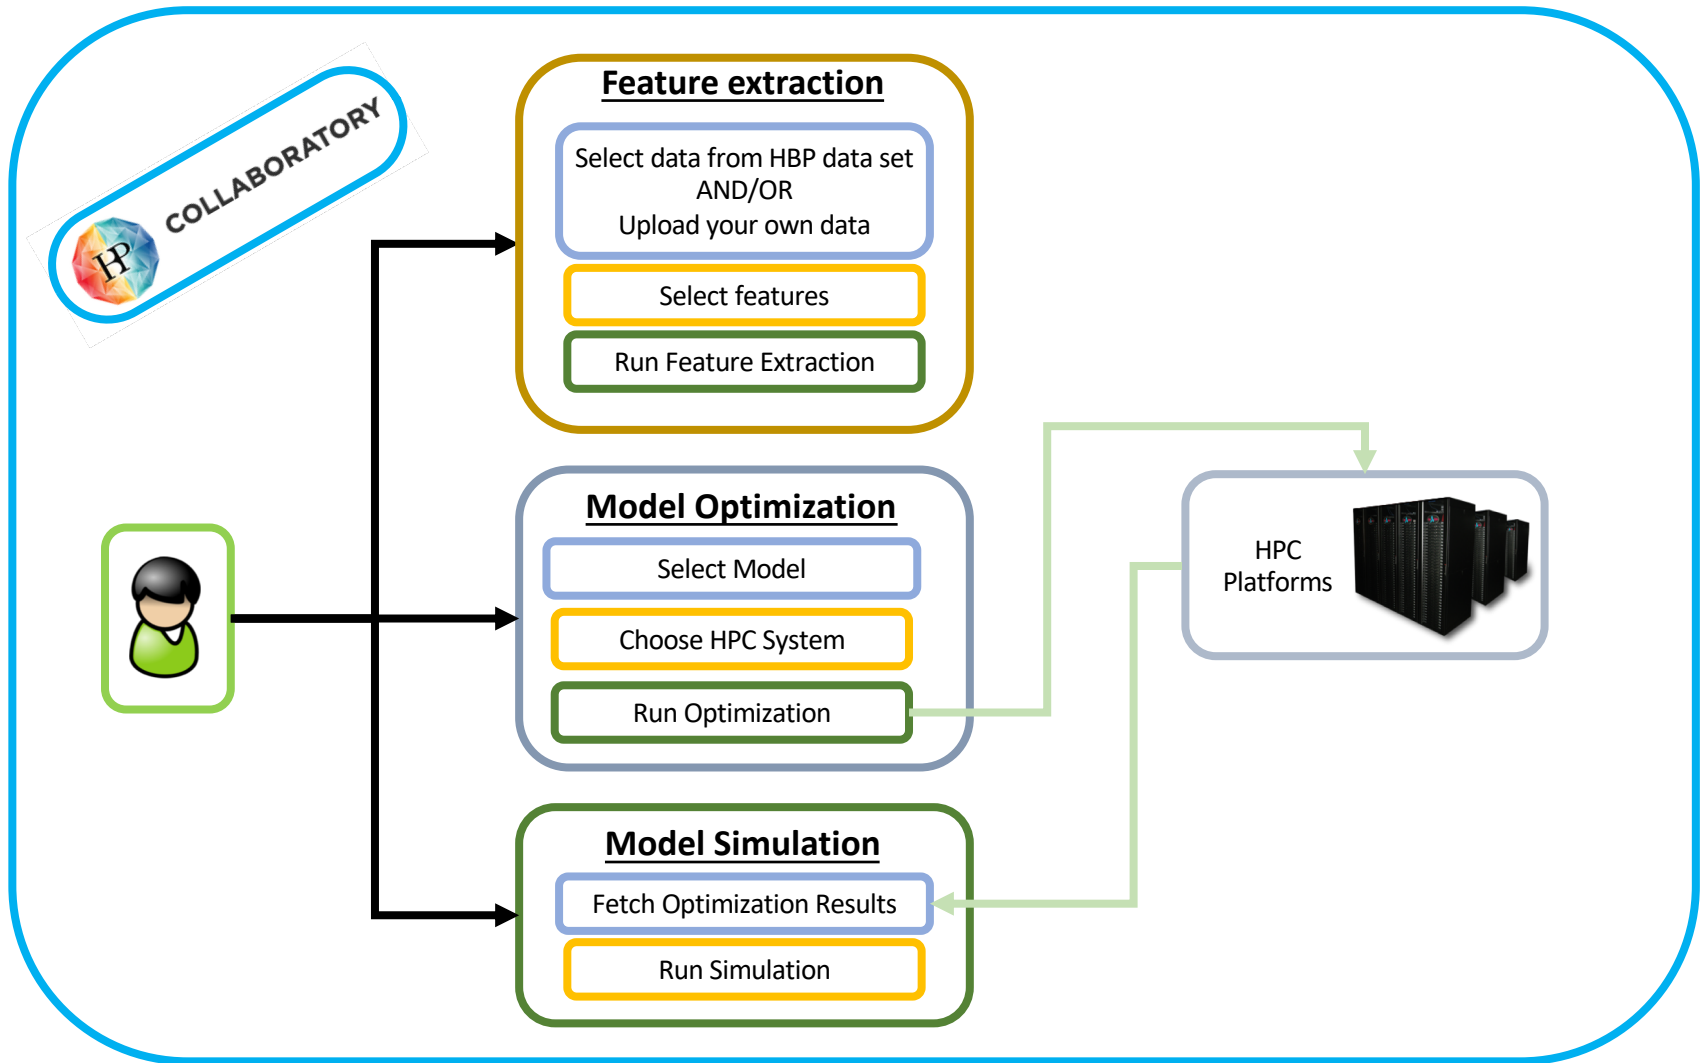 HBP
COLLABORATORY
Feature extraction
Select data from HBP data set
AND/OR
Upload your own data
Select features
Run Feature Extraction
Model Optimization
Select Model
Choose HPC System
Run Optimization
HPC
Platforms
Model Simulation
Fetch Optimization Results
Run Simulation